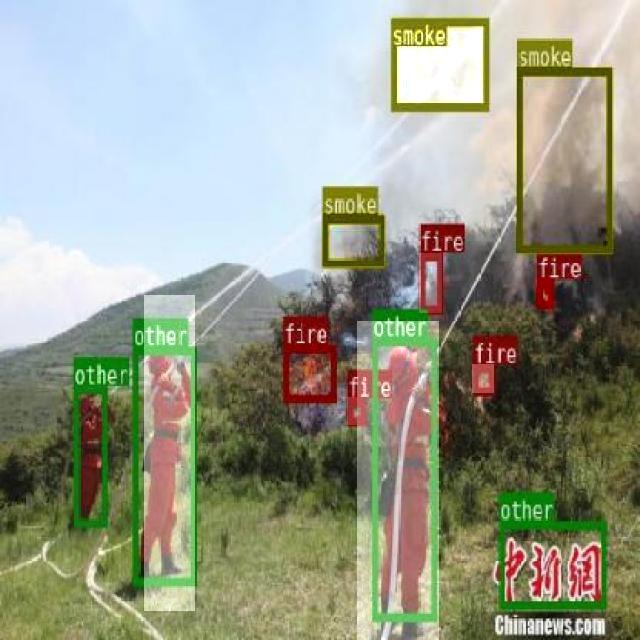 smoke
smoke
smoke
fire
fire
other
fire
other
fire
fire
other
other
中新網
Chinanews.com